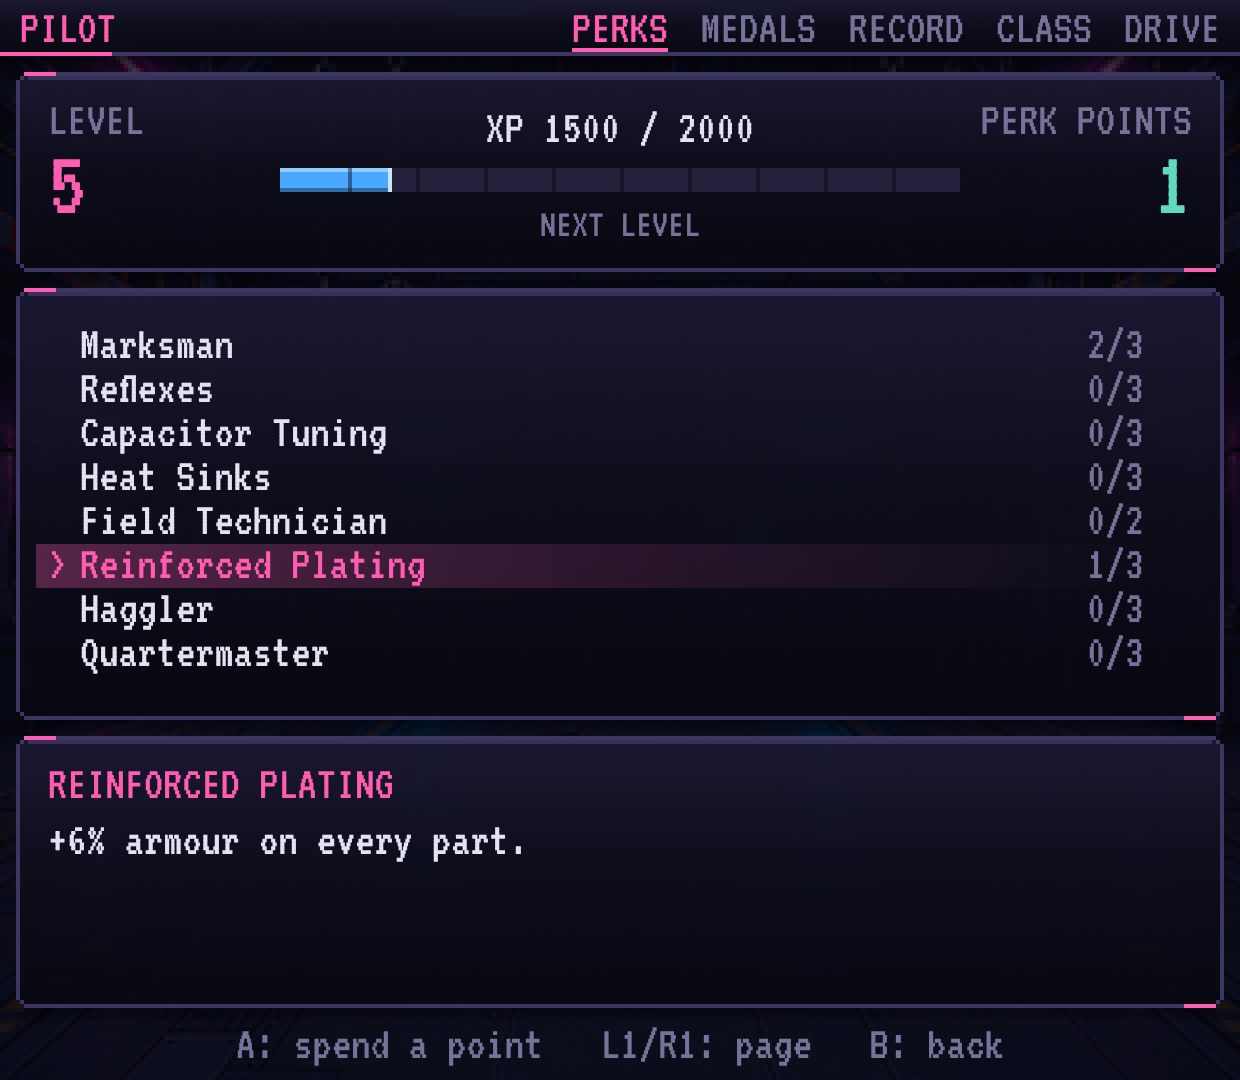 PILOT PERKS MEDALS RECORD CLASS DRIVE
LEVEL XP 1500 / 2000 PERK POINTS
5 1
NEXT LEVEL
Marksman 2/3
Reflexes 0/3
Capacitor Tuning 0/3
Heat Sinks 0/3
Field Technician 0/2
> Reinforced Plating 1/3
Haggler 0/3
Quartermaster 0/3
REINFORCED PLATING
+6% armour on every part.
A: spend a point L1/R1: page B: back